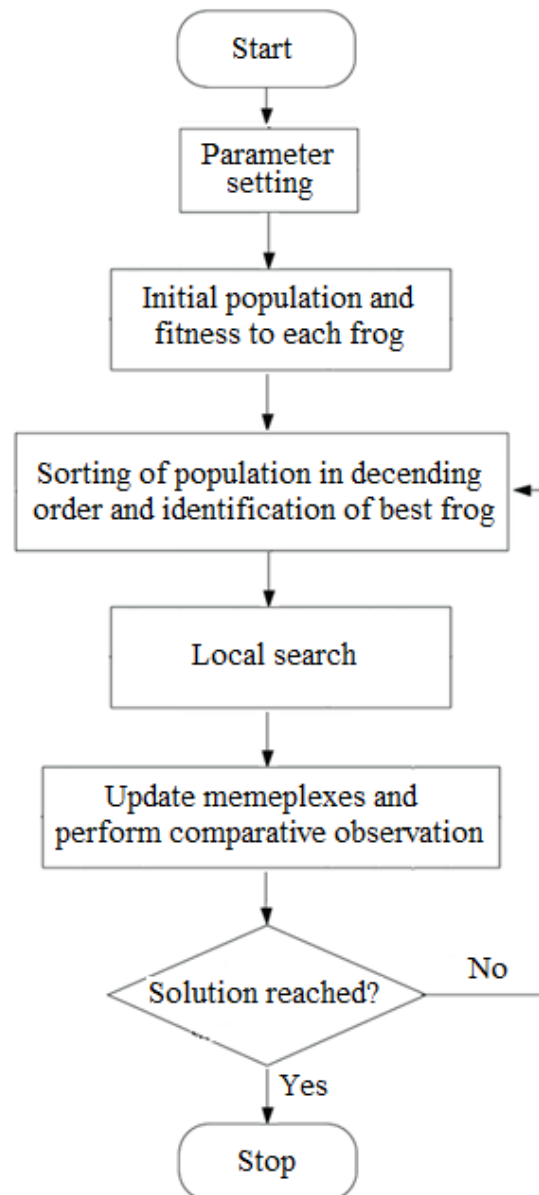 Start
Parameter
setting
Initial population and
fitness to each frog
Sorting of population in decending
order and identification of best frog
Local search
Update memeplexes and
perform comparative observation
Solution reached?
No
Yes
Stop